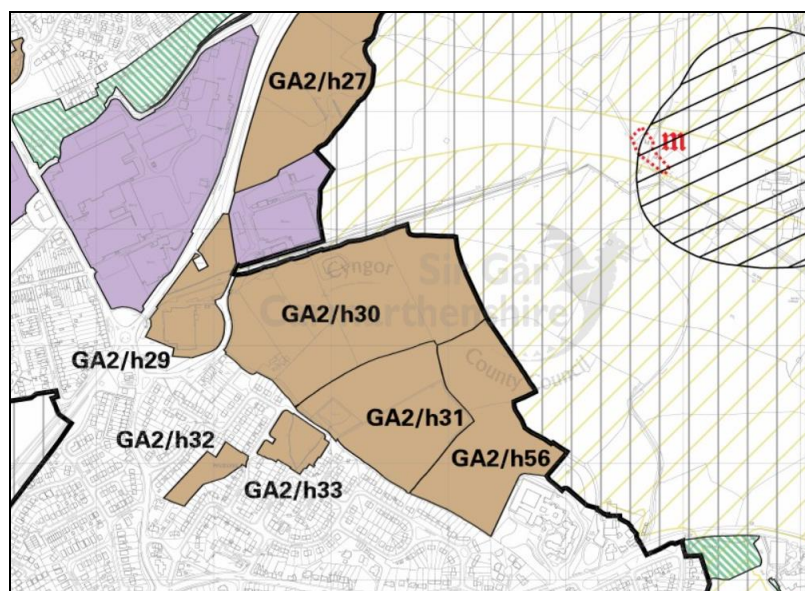 GA2/h27
m
Cyngor
Sir Gâr
Carmarthenshire
GA2/h30
County Council
GA2/h29
GA2/h31
GA2/h32
GA2/h56
GA2/h33